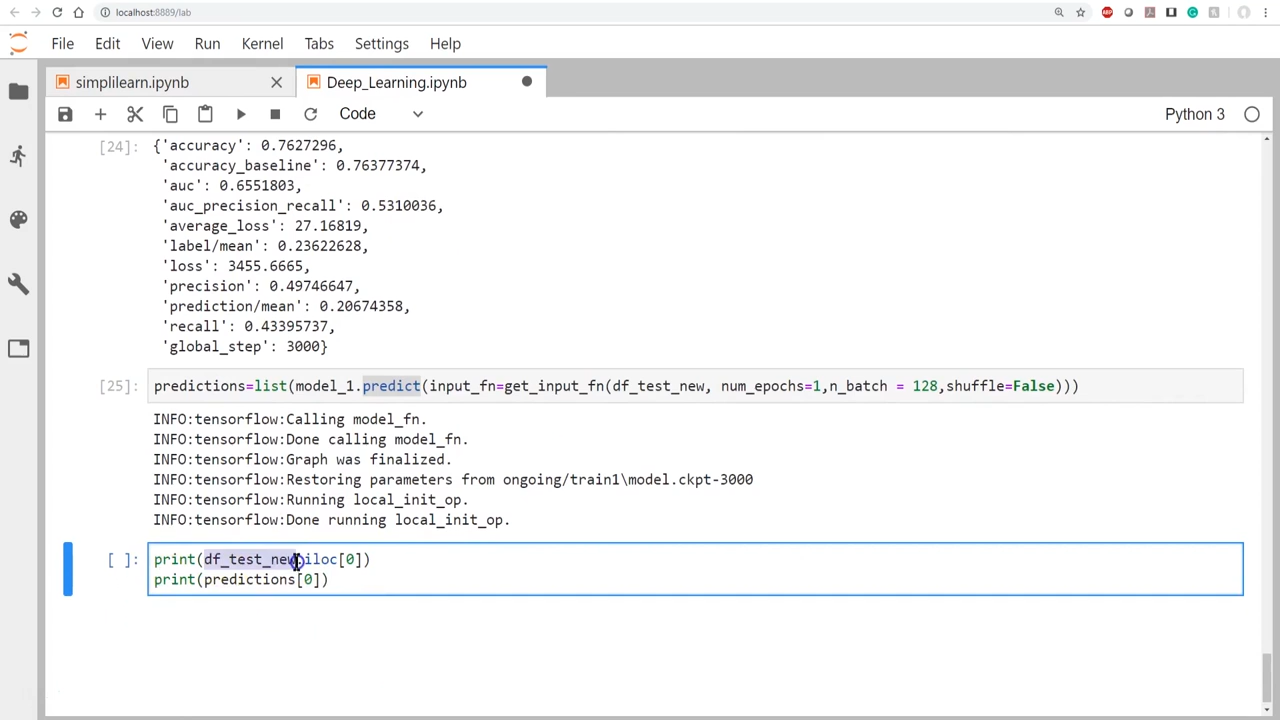 localhost:8889/lab
File Edit View Run Kernel Tabs Settings Help
simplilearn.ipynb Deep_Learning.ipynb
Code Python 3
[24]: {'accuracy': 0.7627296,
'accuracy_baseline': 0.76377374,
'auc': 0.6551803,
'auc_precision_recall': 0.5310036,
'average_loss': 27.16819,
'label/mean': 0.23622628,
'loss': 3455.6665,
'precision': 0.49746647,
'prediction/mean': 0.20674358,
'recall': 0.43395737,
'global_step': 3000}
[25]: predictions=list(model_1.predict(input_fn=get_input_fn(df_test_new, num_epochs=1,n_batch = 128,shuffle=False)))
INFO:tensorflow:Calling model_fn.
INFO:tensorflow:Done calling model_fn.
INFO:tensorflow:Graph was finalized.
INFO:tensorflow:Restoring parameters from ongoing/train1\model.ckpt-3000
INFO:tensorflow:Running local_init_op.
INFO:tensorflow:Done running local_init_op.
[ ]: print(df_test_new.iloc[0])
print(predictions[0])